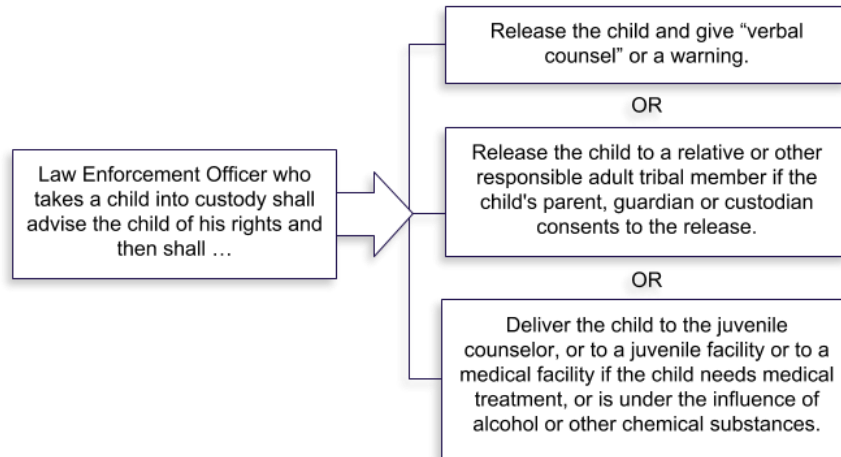 Release the child and give “verbal
counsel” or a warning.
OR
Law Enforcement Officer who
takes a child into custody shall
advise the child of his rights and
then shall …
Release the child to a relative or other
responsible adult tribal member if the
child's parent, guardian or custodian
consents to the release.
OR
Deliver the child to the juvenile
counselor, or to a juvenile facility or to a
medical facility if the child needs medical
treatment, or is under the influence of
alcohol or other chemical substances.